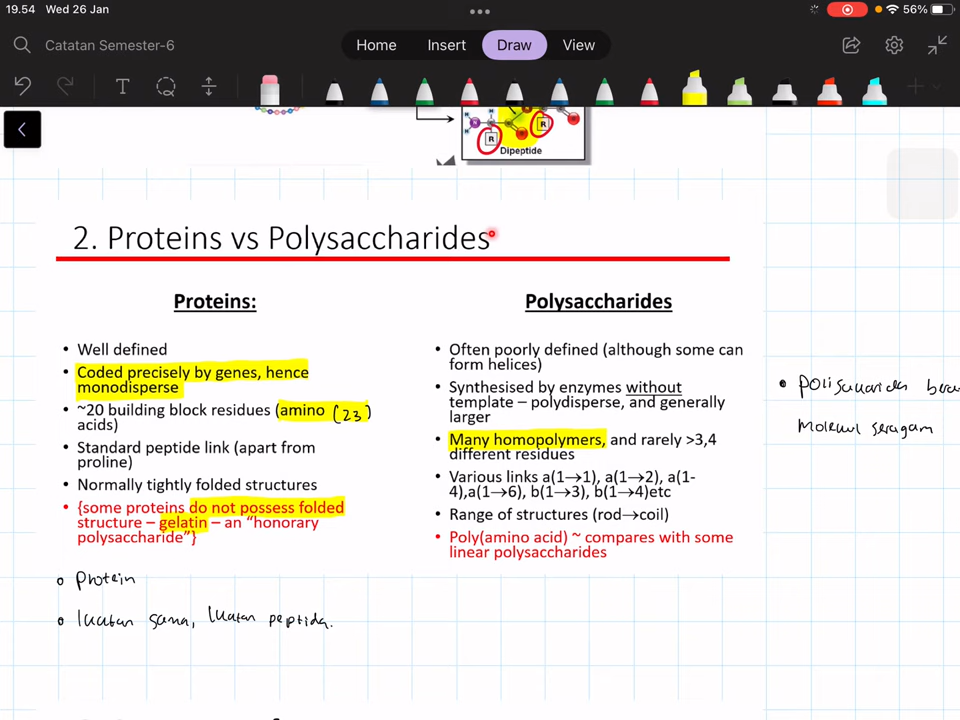 19.54 Wed 26 Jan
56%
Catatan Semester-6
Home Insert Draw View
H
H
R
R
Dipeptide
2. Proteins vs Polysaccharides
Proteins:
• Well defined
• Coded precisely by genes, hence
monodisperse
• ~20 building block residues (amino (23)
acids)
• Standard peptide link (apart from
proline)
• Normally tightly folded structures
• {some proteins do not possess folded
structure – gelatin – an “honorary
polysaccharide”}
• Protein
• Ikatan sama, Ikatan peptida.
Polysaccharides
• Often poorly defined (although some can
form helices)
• Synthesised by enzymes without
template – polydisperse, and generally
larger
• Many homopolymers, and rarely >3,4
different residues
• Various links a(1→1), a(1→2), a(1-
4),a(1→6), b(1→3), b(1→4)etc
• Range of structures (rod→coil)
• Poly(amino acid) ~ compares with some
linear polysaccharides
Molekul seragam